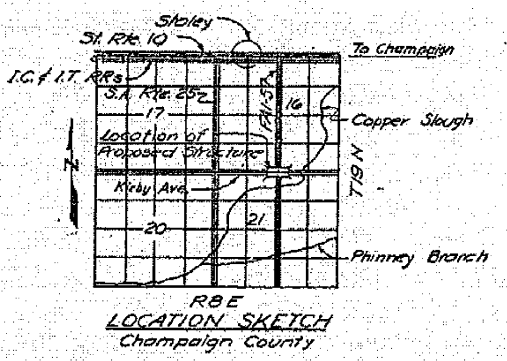 Staley
St. Rte. 10
To Champaign
I.C. & I.T. RRs
S.A. Rte. 25
FAI-57
16
17
Copper Slough
Location of
Proposed Structure
T19N
N
Kirby Ave.
20
21
Phinney Branch
R8E
LOCATION SKETCH
Champaign County